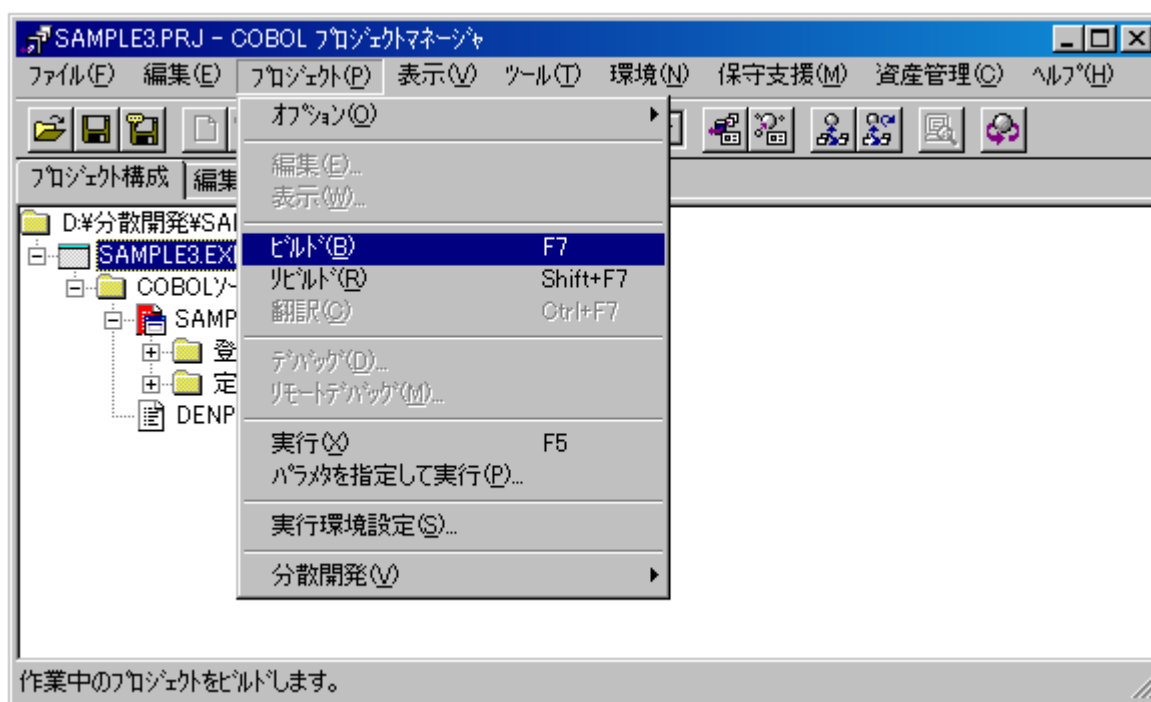 SAMPLE3.PRJ - COBOL ﾌﾟﾛｼﾞｪｸﾄﾏﾈｰｼﾞｬ
ﾌｧｲﾙ(F) 編集(E) ﾌﾟﾛｼﾞｪｸﾄ(P) 表示(V) ﾂｰﾙ(T) 環境(N) 保守支援(M) 資産管理(C) ﾍﾙﾌﾟ(H)
ｵﾌﾟｼｮﾝ(O)
編集(E)...
表示(W)...
ﾋﾞﾙﾄﾞ(B) F7
ﾘﾋﾞﾙﾄﾞ(R) Shift+F7
翻訳(C) Ctrl+F7
ﾃﾞﾊﾞｯｸﾞ(D)...
ﾘﾓｰﾄﾃﾞﾊﾞｯｸﾞ(M)...
実行(X) F5
ﾊﾟﾗﾒﾀを指定して実行(P)...
実行環境設定(S)...
分散開発(V)
ﾌﾟﾛｼﾞｪｸﾄ構成 編集
D:¥分散開発¥SA
SAMPLE3.EX
COBOLｿｰ
SAMP
登
定
DENP
作業中のﾌﾟﾛｼﾞｪｸﾄをﾋﾞﾙﾄﾞします。